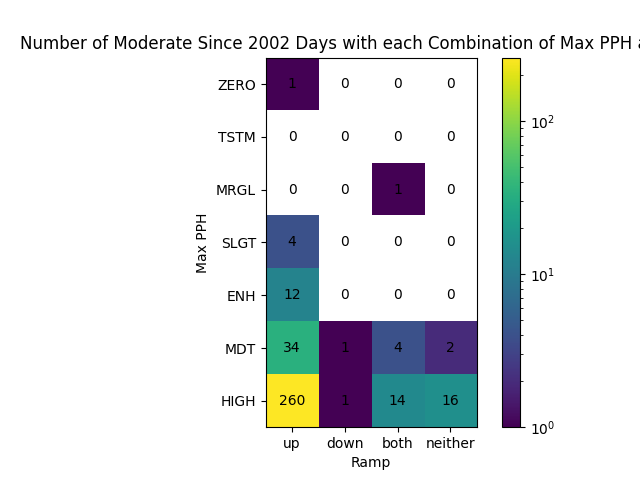 Number of Moderate Since 2002 Days with each Combination of Max PPH
ZERO 1 0 0 0
TSTM 0 0 0 0
MRGL 0 0 1 0
SLGT 4 0 0 0
ENH 12 0 0 0
MDT 34 1 4 2
HIGH 260 1 14 16
up down both neither
Ramp
Max PPH
10²
10¹
10⁰